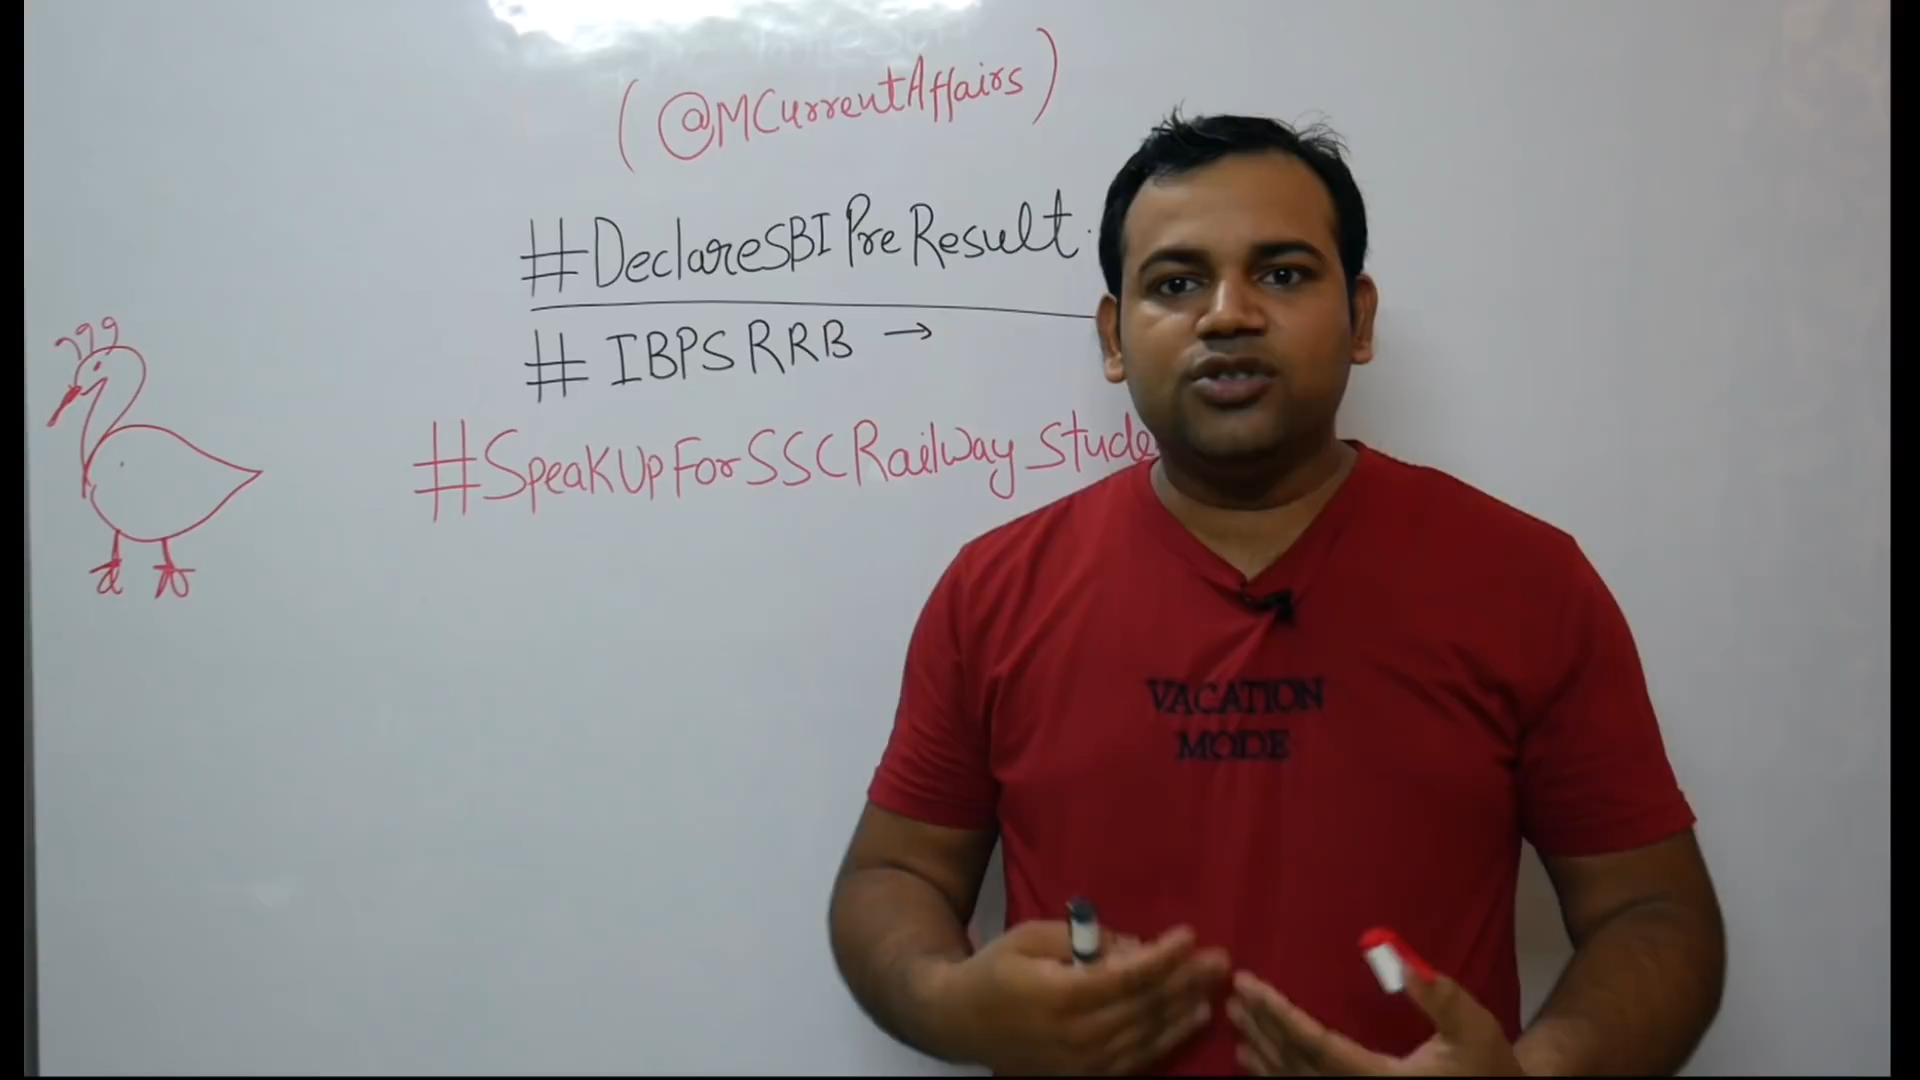 (@MCurrentAffairs)
#DeclareSBIPreResult
# IBPS RRB →
#SpeakUpForSSCRailwayStude
VACATION
MODE